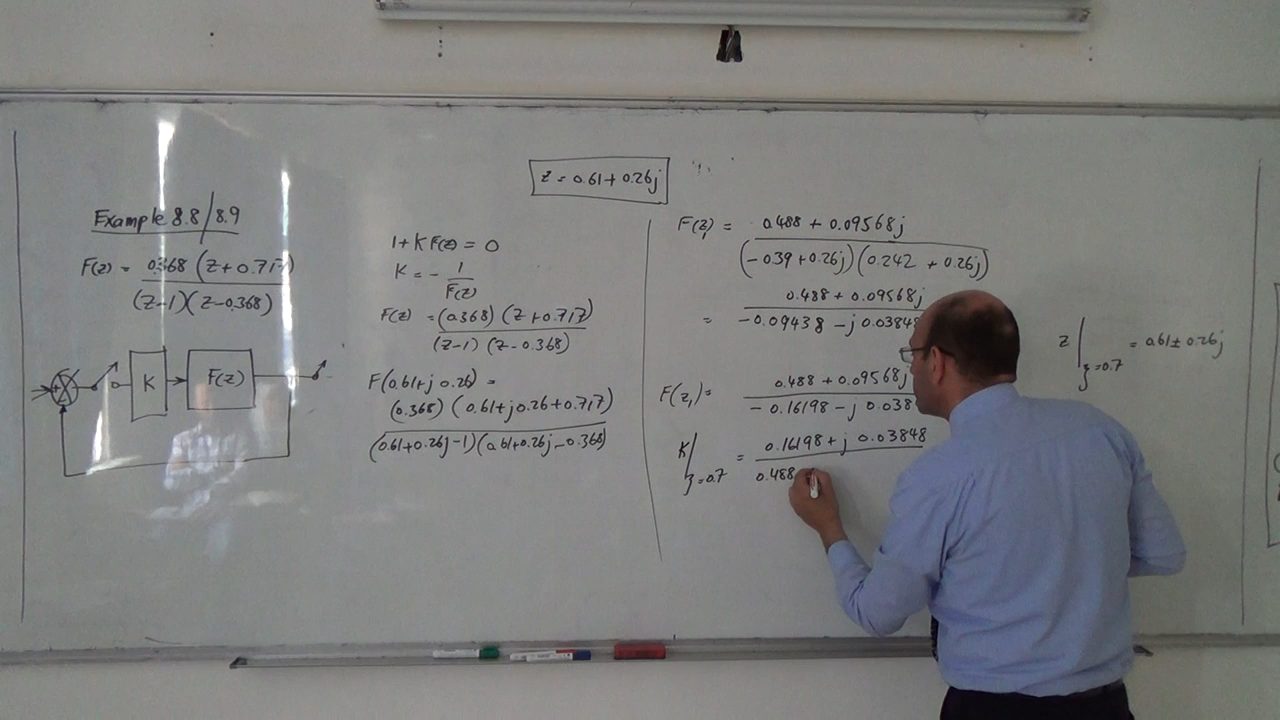 z = 0.61 + 0.26j
Example 8.8/8.9
F(z) = 0.368 (z + 0.717)
(z-1)(z-0.368)
K
F(z)
1 + K F(z) = 0
K = - 1
F(z)
F(z) = (0.368) (z + 0.717)
(z-1) (z-0.368)
F(0.61 + j 0.26) =
(0.368) (0.61 + j0.26 + 0.717)
(0.61 + 0.26j - 1)(0.61 + 0.26j - 0.368)
F(z₁) = 0.488 + 0.09568j
(-0.39 + 0.26j)(0.242 + 0.26j)
= 0.488 + 0.09568j
-0.09438 - j 0.03848
F(z₁) = 0.488 + 0.09568j
-0.16198 - j 0.038
K | ζ = 0.7 = 0.16198 + j 0.03848
0.488
z | ζ = 0.7 = 0.61 ± 0.26j